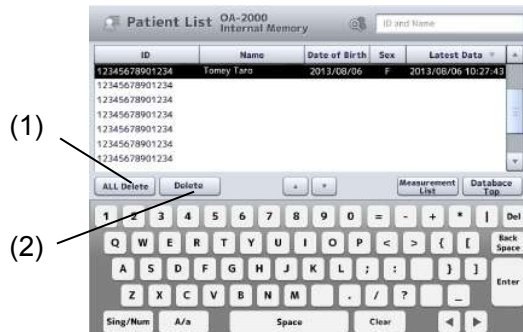 Patient List OA-2000
Internal Memory
ID and Name
ID Name Date of Birth Sex Latest Data
12345678901234 Tomey Taro 2013/08/06 F 2013/08/06 10:27:43
12345678901234
12345678901234
12345678901234
12345678901234
12345678901234
12345678901234
(1)
ALL Delete Delete Measurement List Databace Top
(2)
1 2 3 4 5 6 7 8 9 0 = - + * | Del
Q W E R T Y U I O P < > { [ Back Space
A S D F G H J K L ; : } ] Enter
Z X C V B N M . / ? _
Sing/Num A/a Space Clear